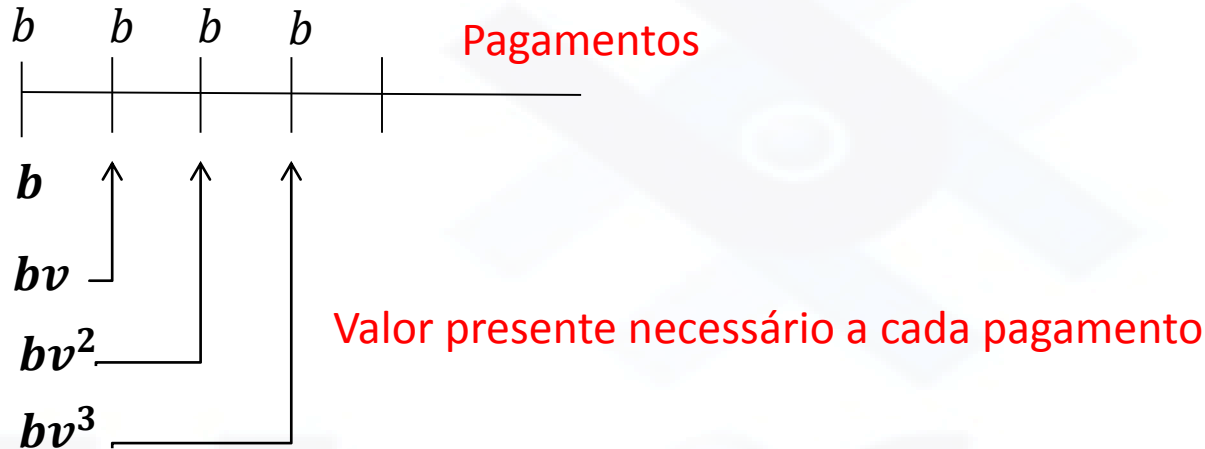 b b b b
Pagamentos
b
bv
bv²
Valor presente necessário a cada pagamento
bv³